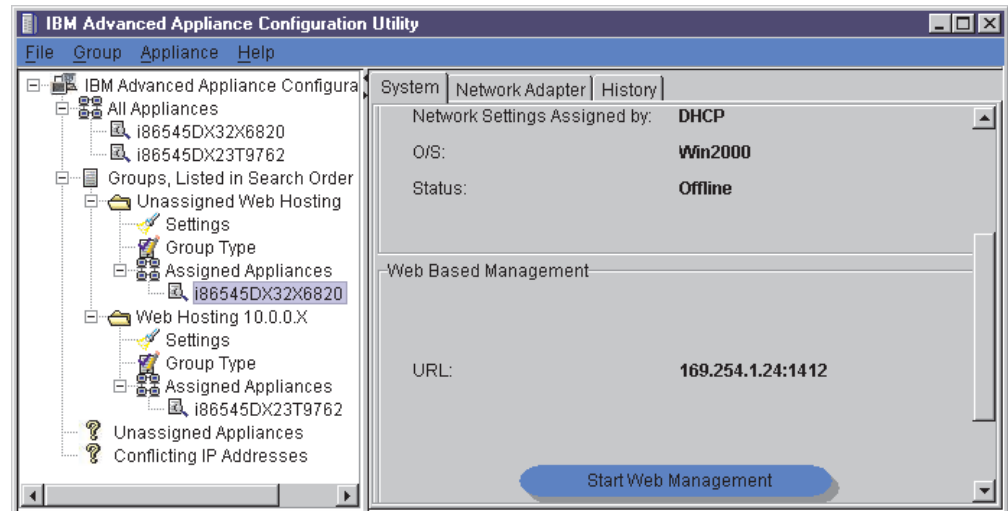 IBM Advanced Appliance Configuration Utility
File Group Appliance Help
IBM Advanced Appliance Configura
All Appliances
i86545DX32X6820
i86545DX23T9762
Groups, Listed in Search Order
Unassigned Web Hosting
Settings
Group Type
Assigned Appliances
i86545DX32X6820
Web Hosting 10.0.0.X
Settings
Group Type
Assigned Appliances
i86545DX23T9762
Unassigned Appliances
Conflicting IP Addresses
System Network Adapter History
Network Settings Assigned by: DHCP
O/S: Win2000
Status: Offline
Web Based Management
URL: 169.254.1.24:1412
Start Web Management